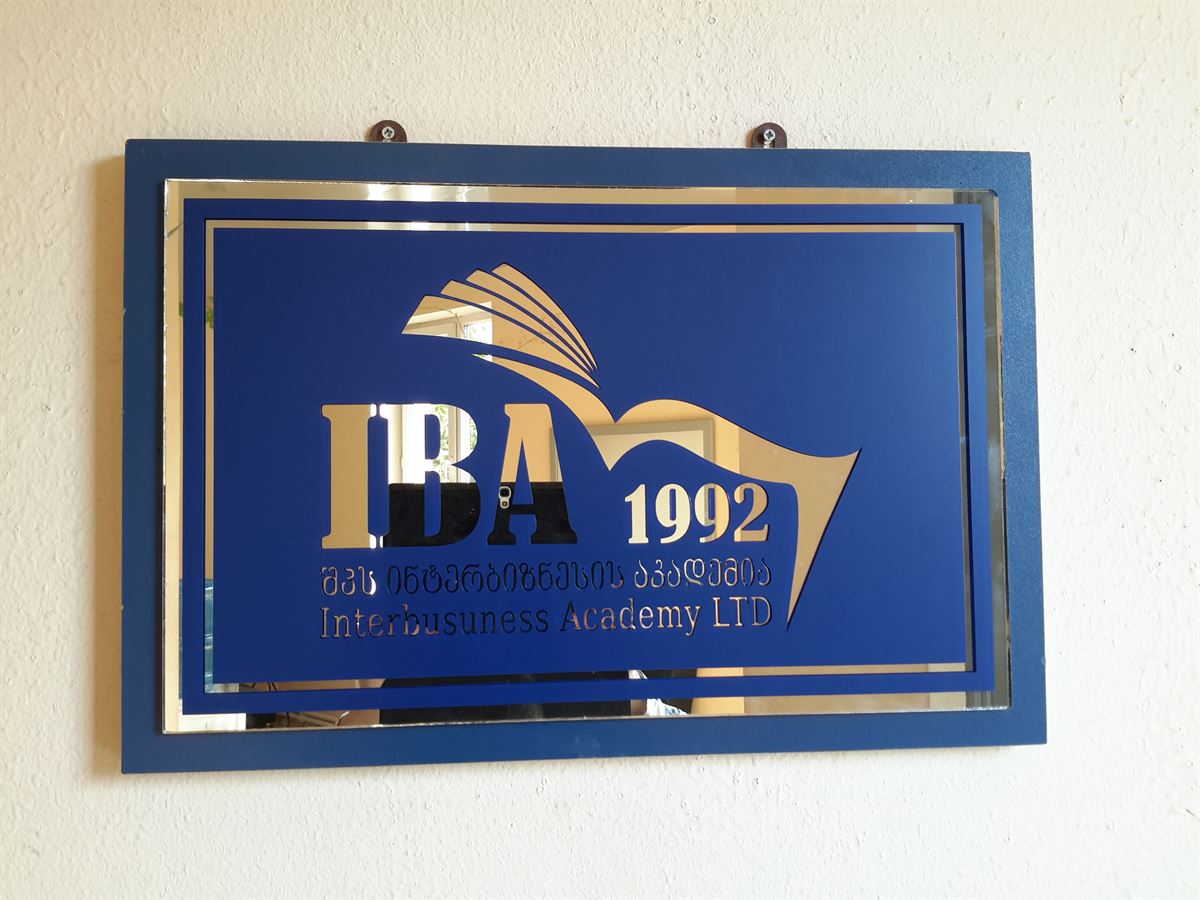 IBA 1992
შპს ინტერბიზნესის აკადემია
Interbusuness Academy LTD